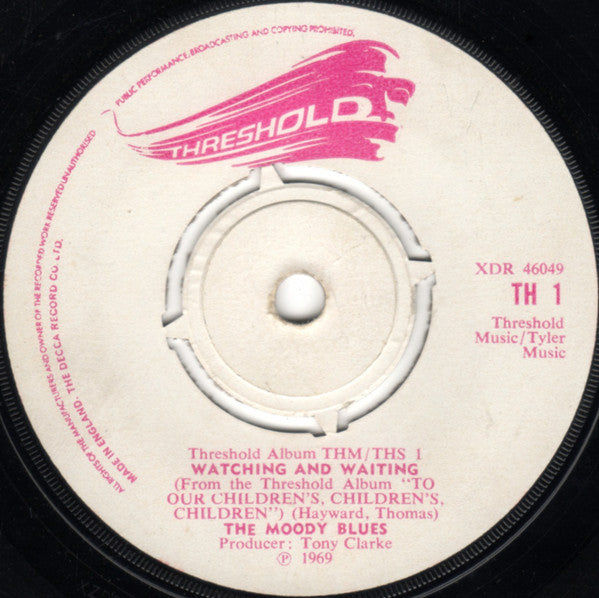 PUBLIC PERFORMANCE, BROADCASTING AND COPYING PROHIBITED.
ALL RIGHTS OF THE MANUFACTURERS AND OWNER OF THE RECORDED WORK RESERVED UNAUTHORISED
MADE IN ENGLAND. THE DECCA RECORD CO. LTD.
THRESHOLD
XDR 46049
TH 1
Threshold
Music/Tyler
Music
Threshold Album THM/THS 1
WATCHING AND WAITING
(From the Threshold Album "TO
OUR CHILDREN'S, CHILDREN'S,
CHILDREN") (Hayward, Thomas)
THE MOODY BLUES
Producer: Tony Clarke
℗ 1969